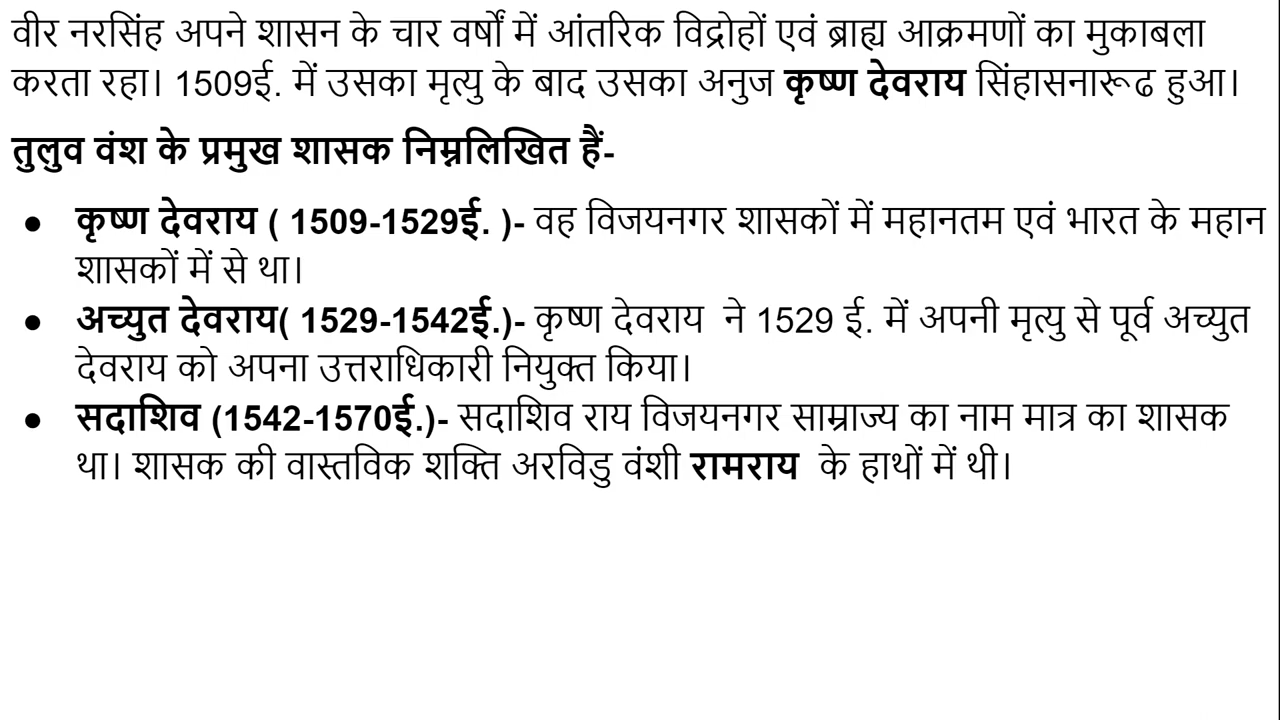 वीर नरसिंह अपने शासन के चार वर्षों में आंतरिक विद्रोहों एवं ब्राह्य आक्रमणों का मुकाबला
करता रहा। 1509ई. में उसका मृत्यु के बाद उसका अनुज कृष्ण देवराय सिंहासनारूढ हुआ।
तुलुव वंश के प्रमुख शासक निम्नलिखित हैं-
● कृष्ण देवराय ( 1509-1529ई. )- वह विजयनगर शासकों में महानतम एवं भारत के महान
शासकों में से था।
● अच्युत देवराय( 1529-1542ई.)- कृष्ण देवराय ने 1529 ई. में अपनी मृत्यु से पूर्व अच्युत
देवराय को अपना उत्तराधिकारी नियुक्त किया।
● सदाशिव (1542-1570ई.)- सदाशिव राय विजयनगर साम्राज्य का नाम मात्र का शासक
था। शासक की वास्तविक शक्ति अरविडु वंशी रामराय के हाथों में थी।